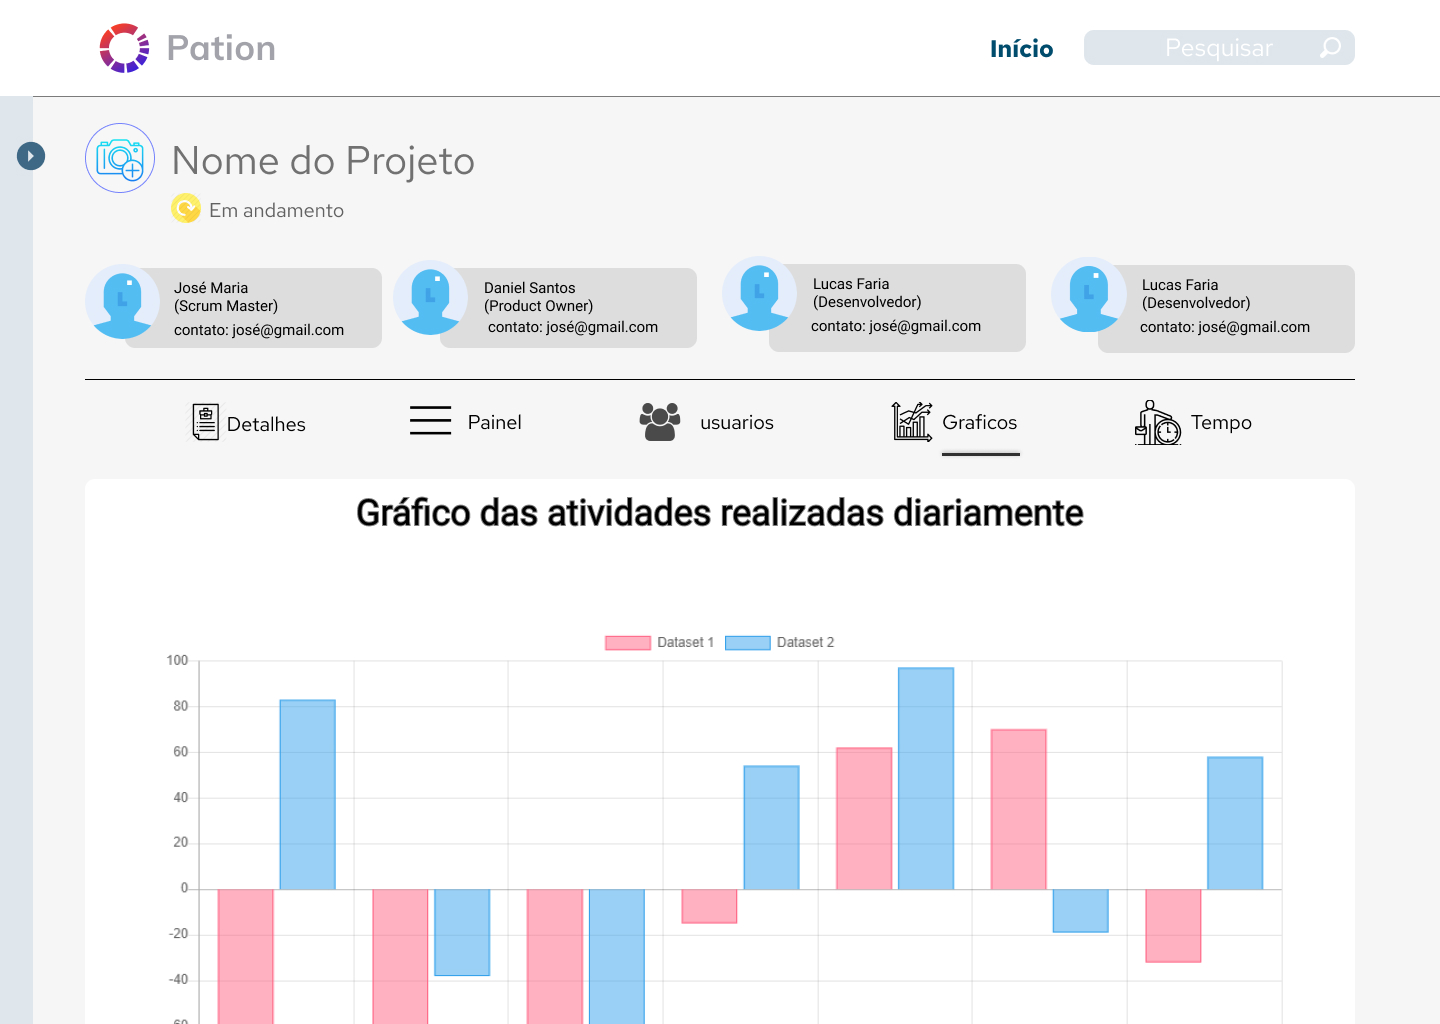 Pation
Início
Pesquisar
Nome do Projeto
Em andamento
José Maria
(Scrum Master)
contato: josé@gmail.com
Daniel Santos
(Product Owner)
contato: josé@gmail.com
Lucas Faria
(Desenvolvedor)
contato: josé@gmail.com
Lucas Faria
(Desenvolvedor)
contato: josé@gmail.com
Detalhes
Painel
usuarios
Graficos
Tempo
Gráfico das atividades realizadas diariamente
Dataset 1
Dataset 2
100
80
60
40
20
0
-20
-40
-60